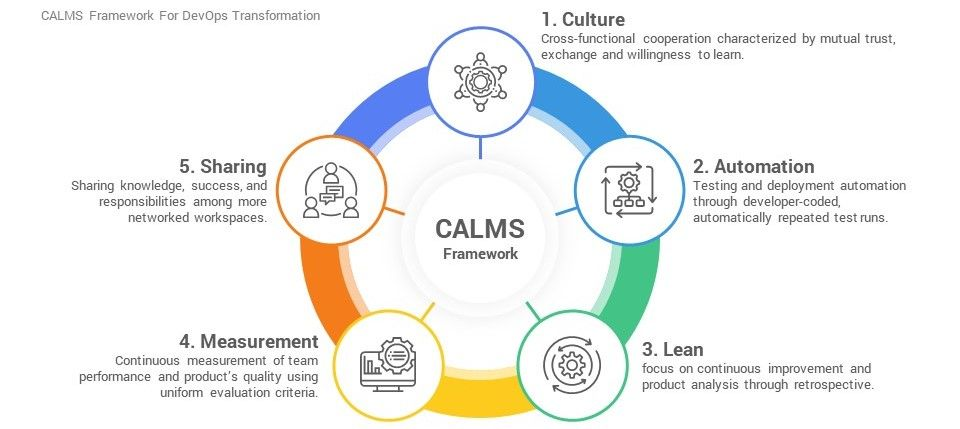 CALMS Framework For DevOps Transformation
1. Culture
Cross-functional cooperation characterized by mutual trust,
exchange and willingness to learn.
2. Automation
Testing and deployment automation
through developer-coded,
automatically repeated test runs.
3. Lean
focus on continuous improvement and
product analysis through retrospective.
4. Measurement
Continuous measurement of team
performance and product's quality using
uniform evaluation criteria.
5. Sharing
Sharing knowledge, success, and
responsibilities among more
networked workspaces.
CALMS
Framework